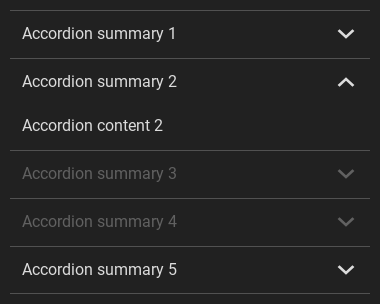 Accordion summary 1
Accordion summary 2
Accordion content 2
Accordion summary 3
Accordion summary 4
Accordion summary 5